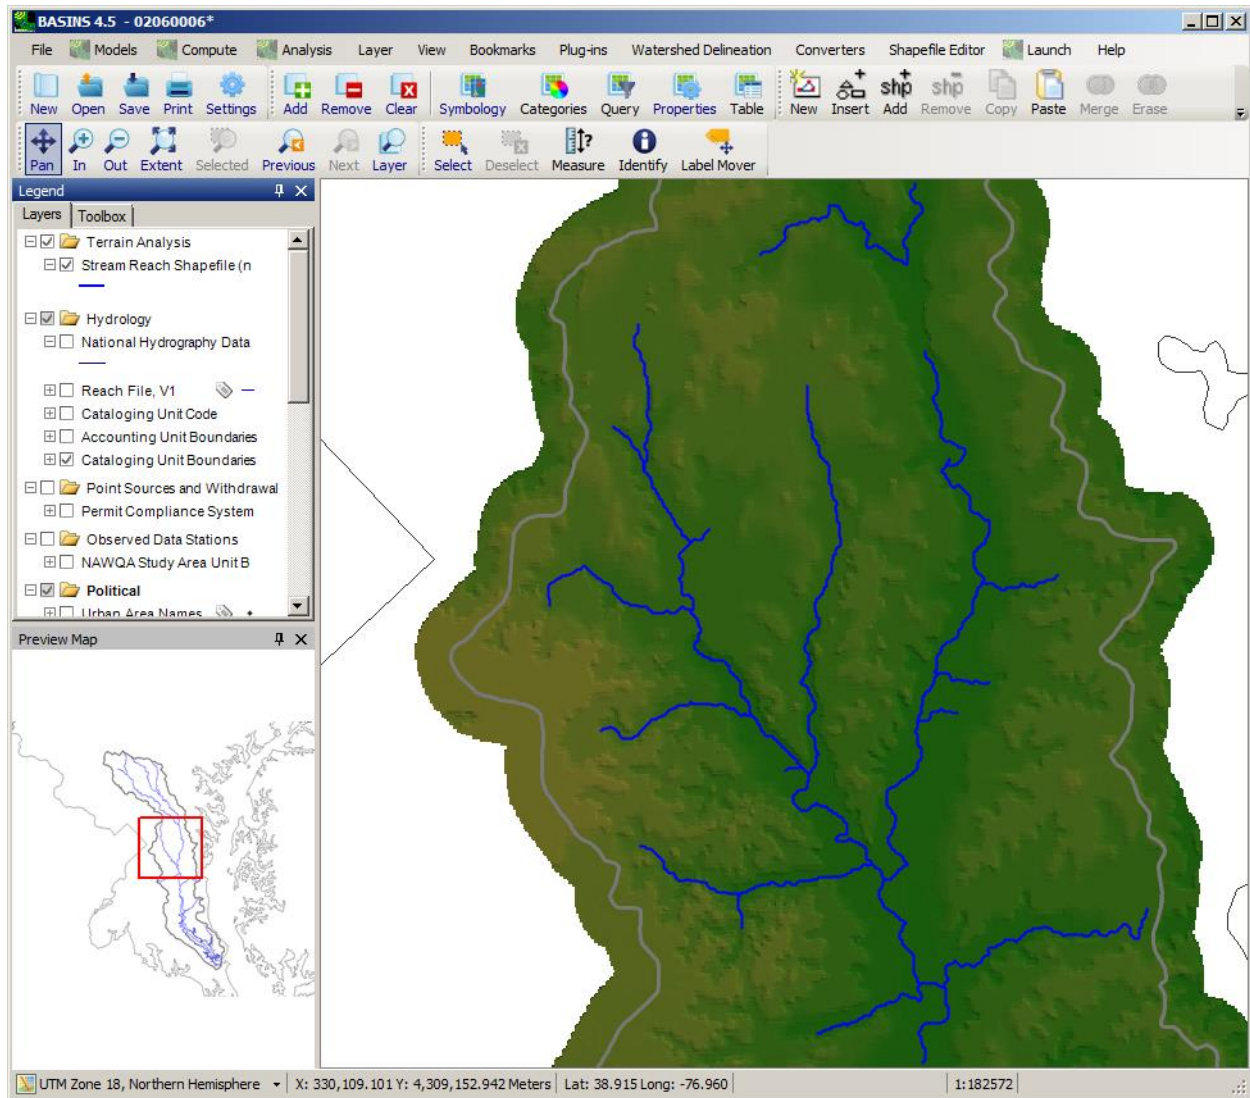 BASINS 4.5 - 02060006*
File Models Compute Analysis Layer View Bookmarks Plug-ins Watershed Delineation Converters Shapefile Editor Launch Help
New Open Save Print Settings Add Remove Clear Symbology Categories Query Properties Table New Insert Add Remove Copy Paste Merge Erase
Pan In Out Extent Selected Previous Next Layer Select Deselect Measure Identify Label Mover
Legend
Layers Toolbox
Terrain Analysis
Stream Reach Shapefile (n
Hydrology
National Hydrography Data
Reach File, V1
Cataloging Unit Code
Accounting Unit Boundaries
Cataloging Unit Boundaries
Point Sources and Withdrawal
Permit Compliance System
Observed Data Stations
NAWQA Study Area Unit B
Political
Urban Area Names
Preview Map
UTM Zone 18, Northern Hemisphere X: 330,109.101 Y: 4,309,152.942 Meters Lat: 38.915 Long: -76.960 1:182572